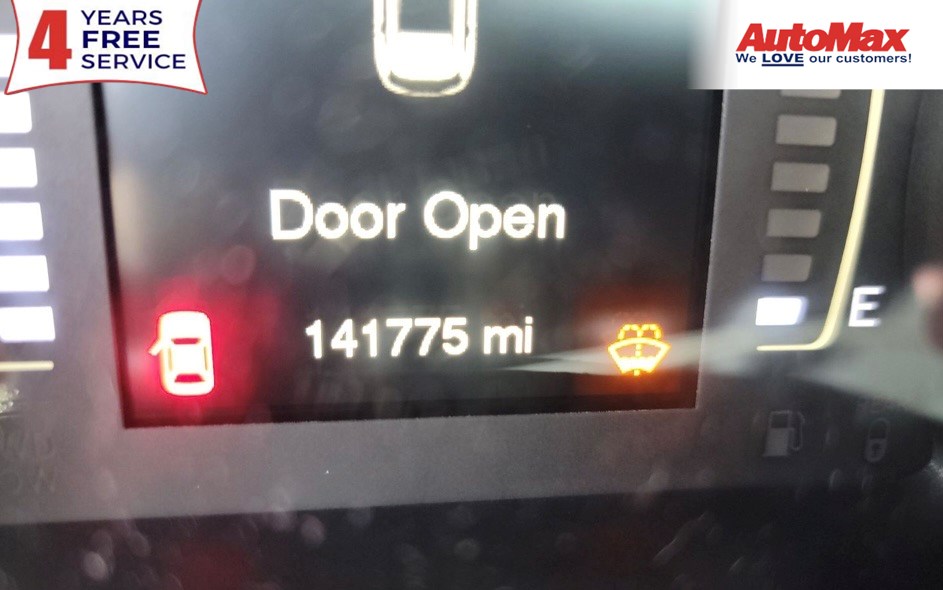 4 YEARS
FREE
SERVICE
AutoMax
We LOVE our customers!
Door Open
141775 mi
E